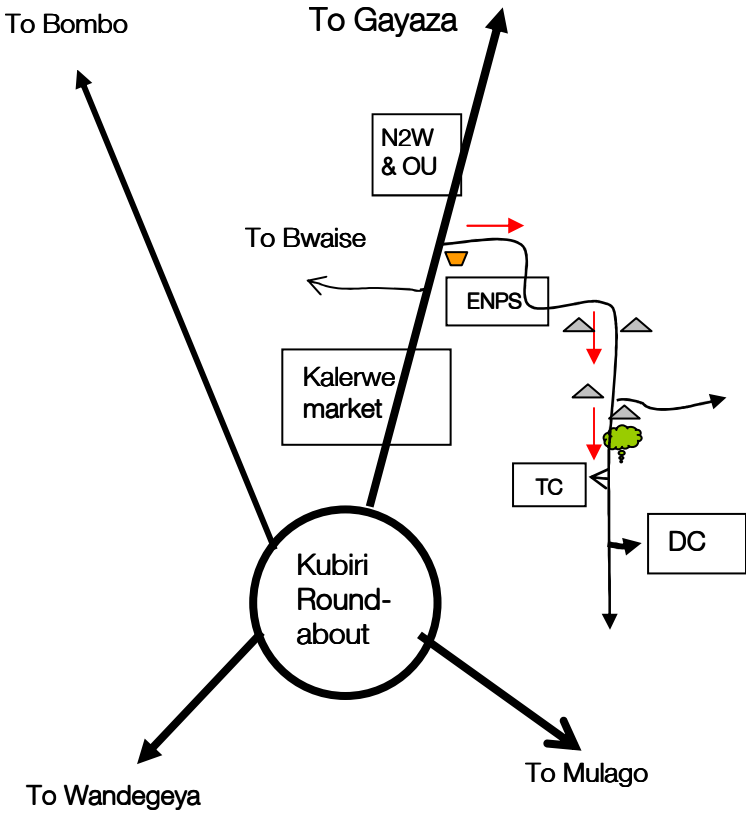 To Bombo
To Gayaza
N2W
& OU
To Bwaise
ENPS
Kalerwe
market
TC
DC
Kubiri
Round-
about
To Mulago
To Wandegeya